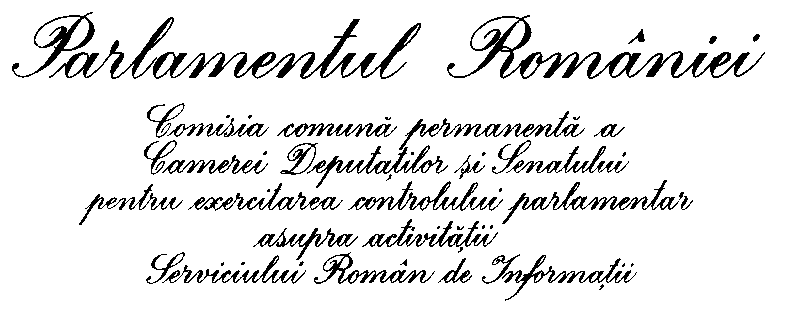 Parlamentul României
Comisia comună permanentă a
Camerei Deputaților și Senatului
pentru exercitarea controlului parlamentar
asupra activității
Serviciului Român de Informații